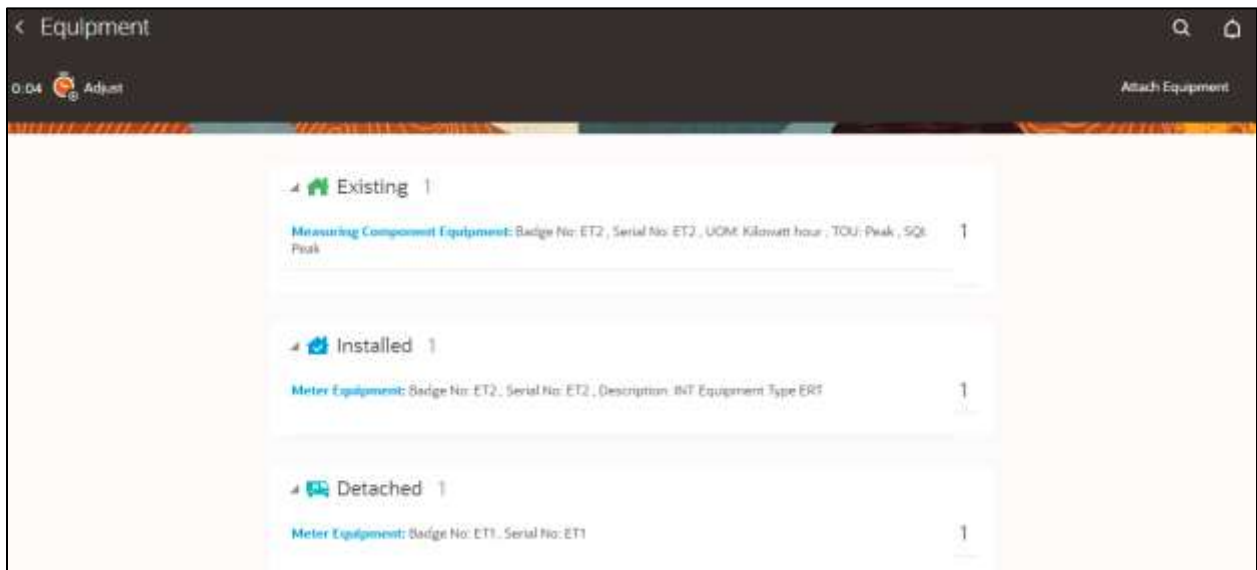 < Equipment
0:04 Adjust
Attach Equipment
Existing 1
Measuring Component Equipment: Badge No: ET2 , Serial No: ET2 , UOM: Kilowatt hour , TOU: Peak , SQI: 1
Peak
Installed 1
Meter Equipment: Badge No: ET2 , Serial No: ET2 , Description: INT Equipment Type ERT 1
Detached 1
Meter Equipment: Badge No: ET1 , Serial No: ET1 1